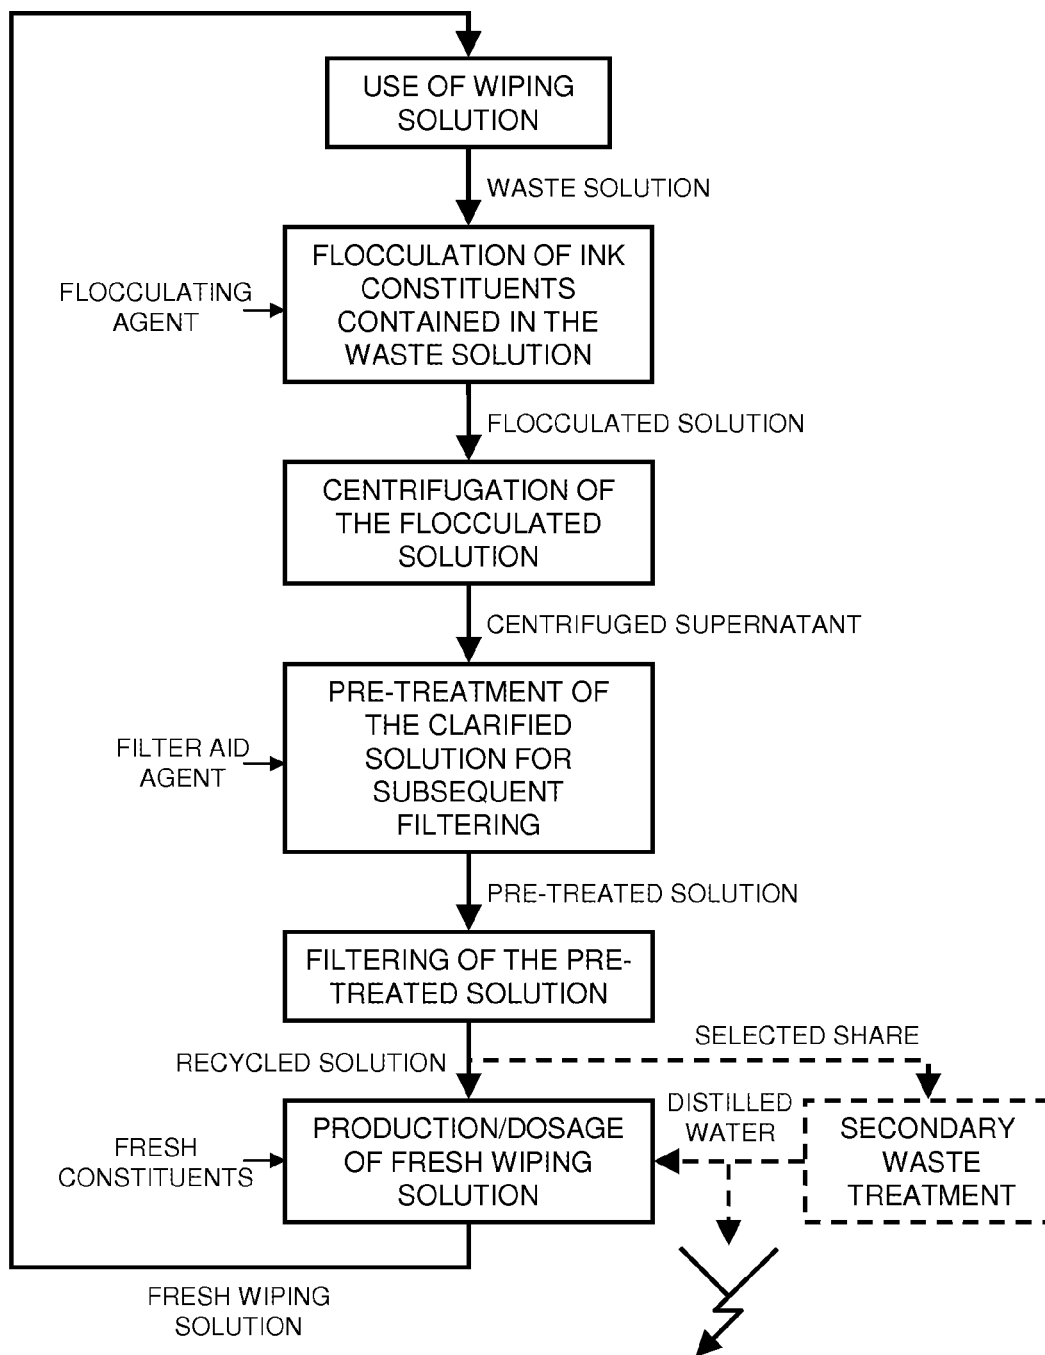 USE OF WIPING
SOLUTION
WASTE SOLUTION
FLOCCULATION OF INK
CONSTITUENTS
CONTAINED IN THE
WASTE SOLUTION
FLOCCULATING
AGENT
FLOCCULATED SOLUTION
CENTRIFUGATION OF
THE FLOCCULATED
SOLUTION
CENTRIFUGED SUPERNATANT
PRE-TREATMENT OF
THE CLARIFIED
SOLUTION FOR
SUBSEQUENT
FILTERING
FILTER AID
AGENT
PRE-TREATED SOLUTION
FILTERING OF THE PRE-
TREATED SOLUTION
SELECTED SHARE
RECYCLED SOLUTION
DISTILLED
WATER
PRODUCTION/DOSAGE
OF FRESH WIPING
SOLUTION
SECONDARY
WASTE
TREATMENT
FRESH
CONSTITUENTS
FRESH WIPING
SOLUTION